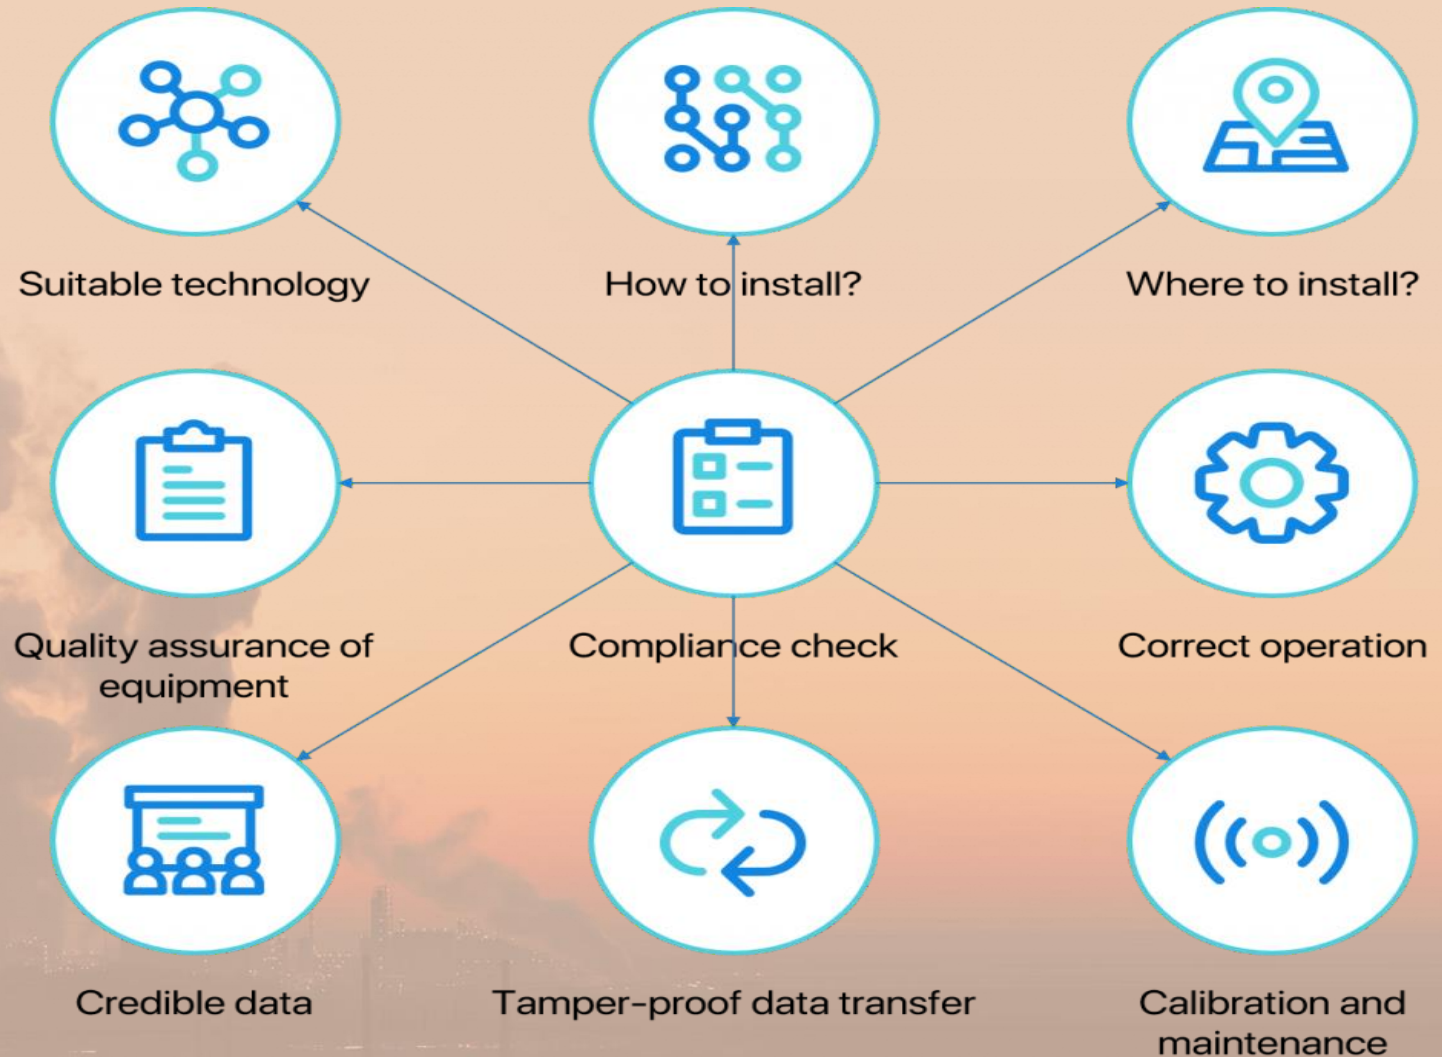 Suitable technology
How to install?
Where to install?
Quality assurance of
equipment
Compliance check
Correct operation
Credible data
Tamper-proof data transfer
Calibration and
maintenance